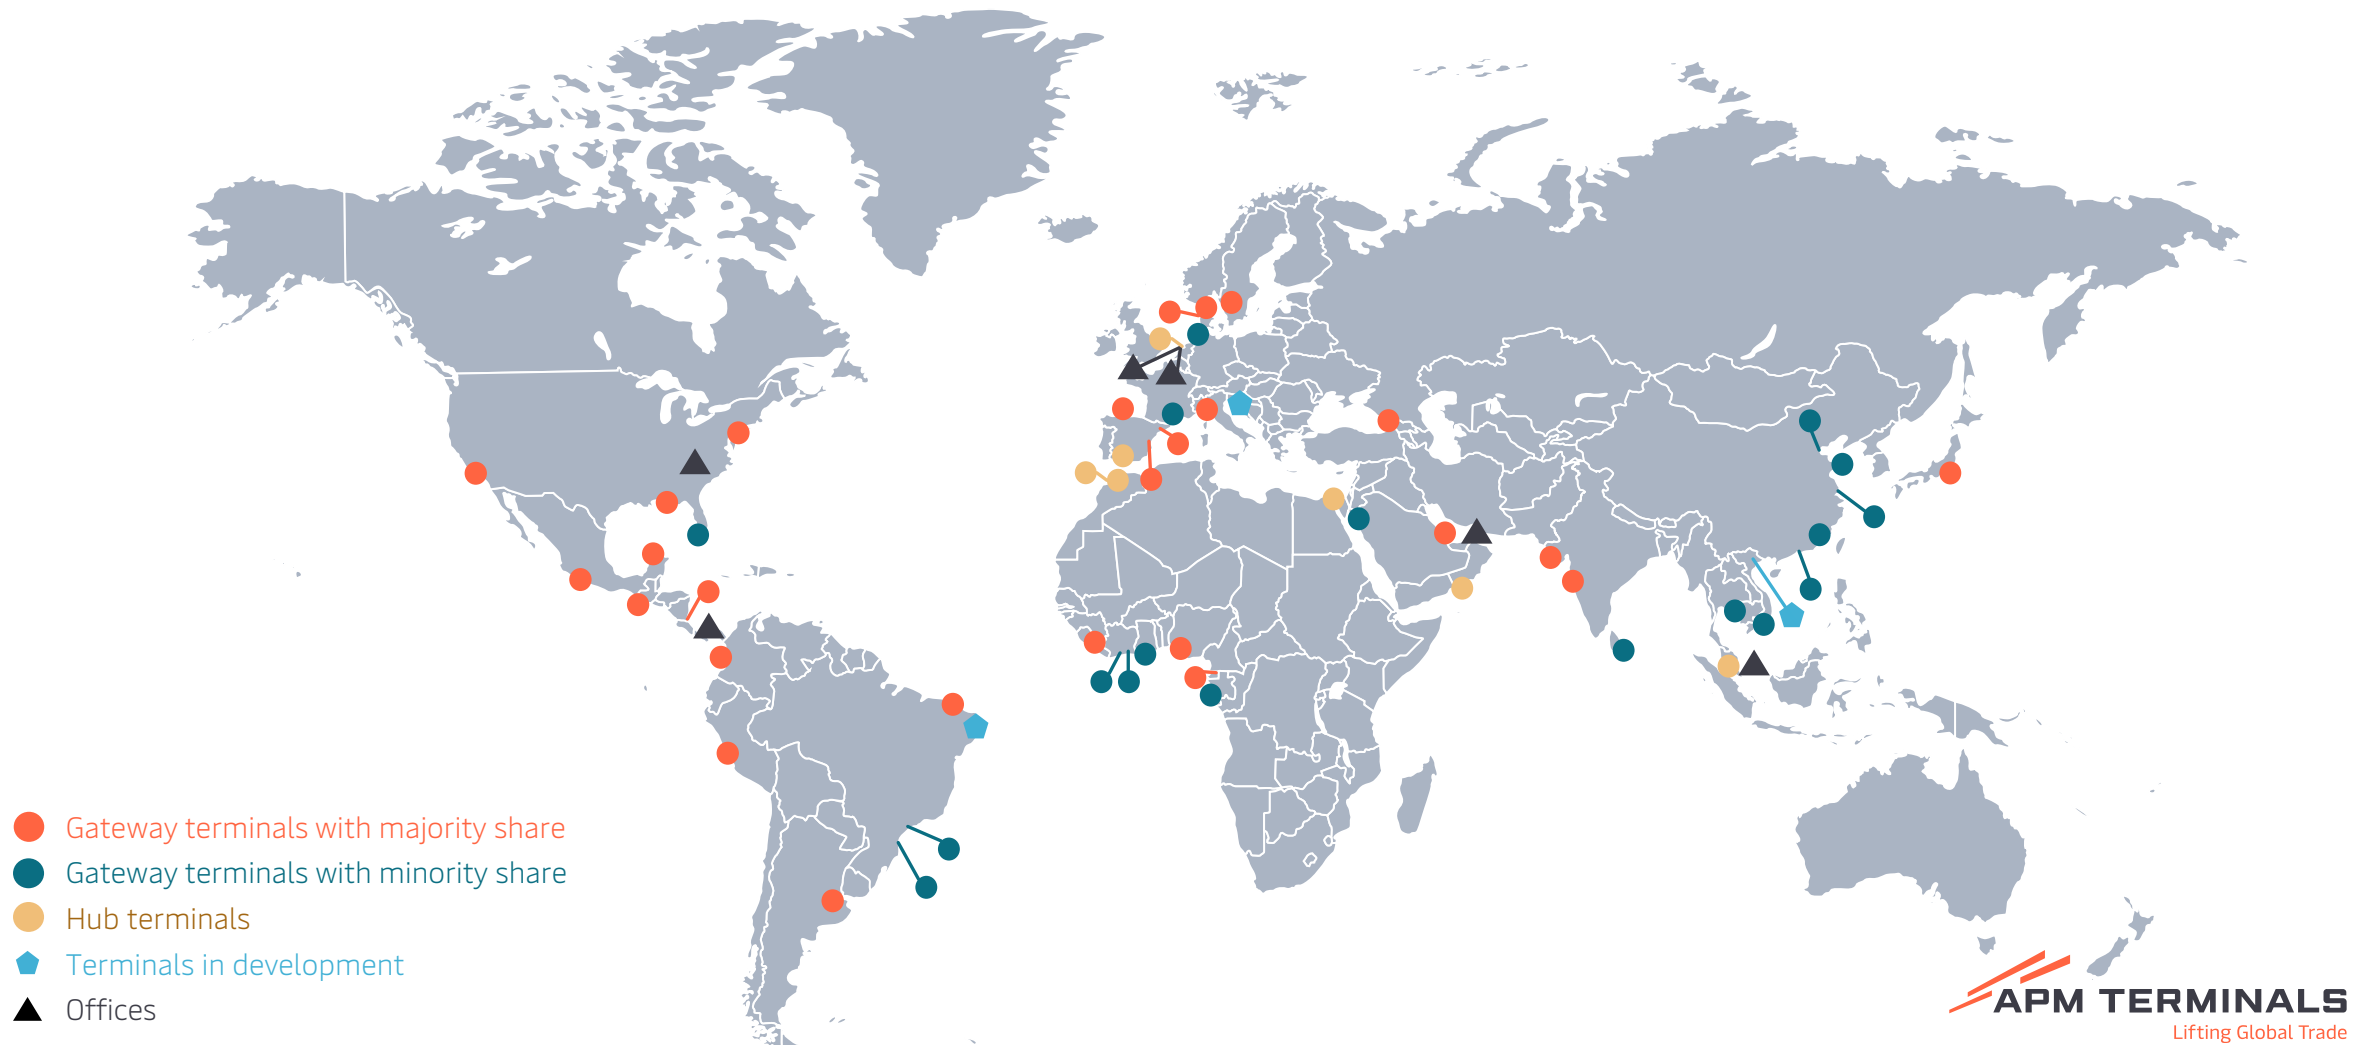 Gateway terminals with majority share
Gateway terminals with minority share
Hub terminals
Terminals in development
Offices
APM TERMINALS
Lifting Global Trade